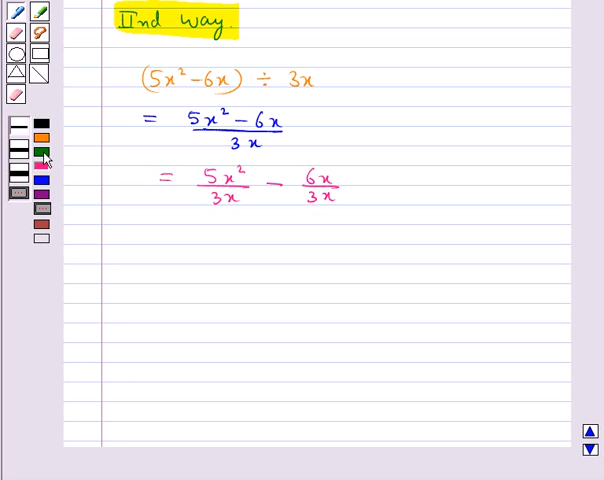 IInd way.
(5x² - 6x) ÷ 3x
= (5x² - 6x)/(3x)
= 5x²/3x - 6x/3x